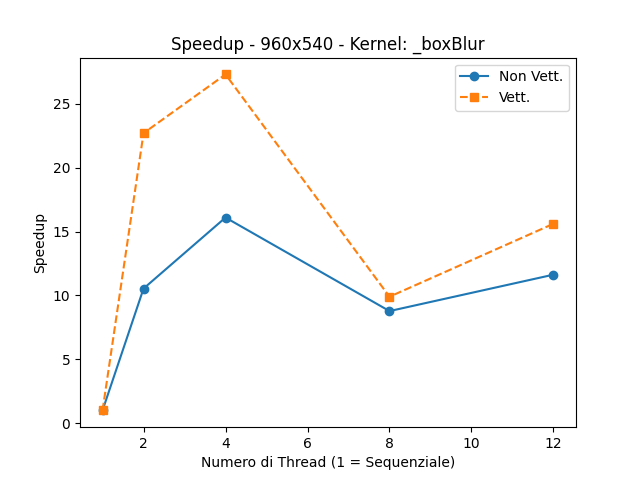 Speedup - 960x540 - Kernel: _boxBlur
Non Vett.
Vett.
Speedup
25
20
15
10
5
0
2
4
6
8
10
12
Numero di Thread (1 = Sequenziale)